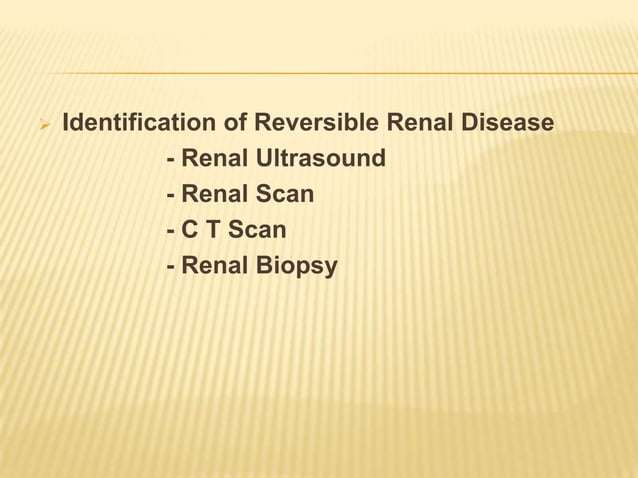 Identification of Reversible Renal Disease
- Renal Ultrasound
- Renal Scan
- C T Scan
- Renal Biopsy